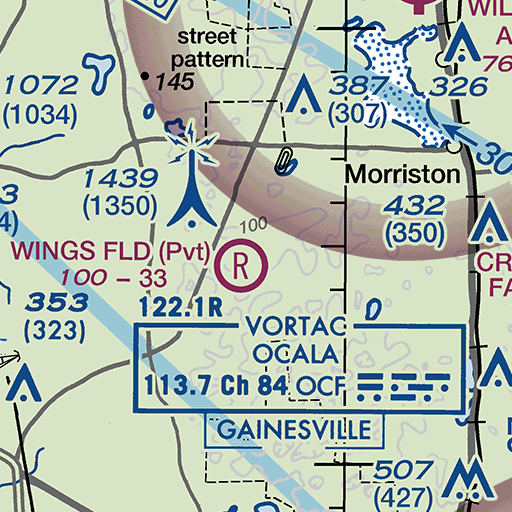 street
pattern
145
1072
(1034)
387
(307)
326
WIL
A
76
30
Morriston
1439
(1350)
432
(350)
3
4)
100
WINGS FLD (Pvt)
100 – 33
R
CR
FA
353
(323)
122.1R
VORTAC
OCALA
113.7 Ch 84 OCF
GAINESVILLE
507
(427)